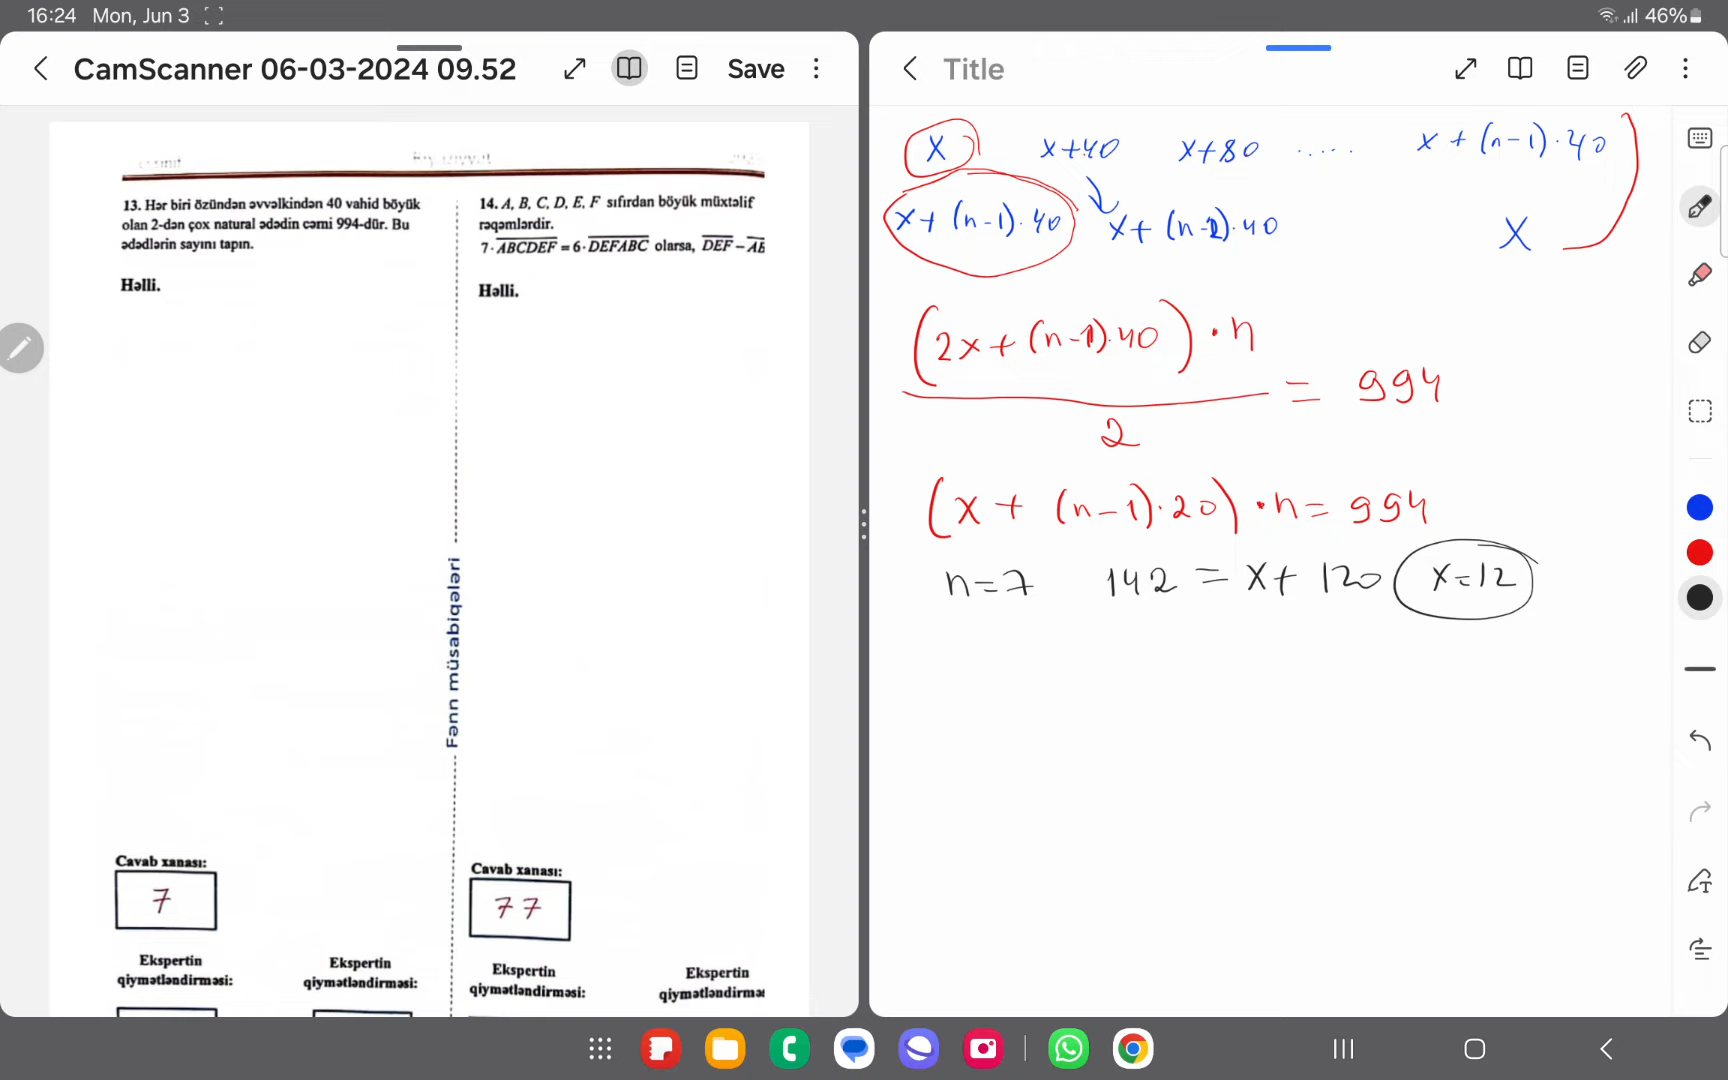 16:24 Mon, Jun 3
46%
CamScanner 06-03-2024 09.52
Save
13. Hər biri özündən əvvəlkindən 40 vahid böyük
olan 2-dən çox natural ədədin cəmi 994-dür. Bu
ədədlərin sayını tapın.
Həlli.
14. A, B, C, D, E, F sıfırdan böyük müxtəlif
rəqəmlərdir.
7·ABCDEF = 6·DEFABC olarsa, DEF – AB
Həlli.
Fənn müsabiqələri
Cavab xanası:
7
Cavab xanası:
77
Ekspertin
qiymətləndirməsi:
Ekspertin
qiymətləndirməsi:
Ekspertin
qiymətləndirməsi:
Ekspertin
qiymətləndirmə
Title
x x+40 x+80 ..... x+(n-1)·40
x+(n-1)·40 x+(n-2)·40 x
(2x+(n-1)·40)·n
2
= 994
(x + (n-1)·20)·n = 994
n=7 142 = x+ 120 x=12